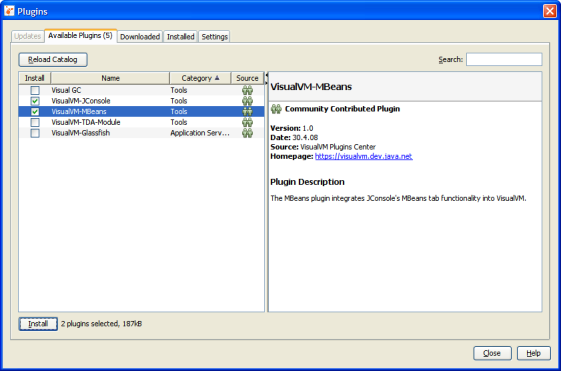 Plugins
Updates Available Plugins (5) Downloaded Installed Settings
Reload Catalog Search:
Install Name Category Source
Visual GC Tools
VisualVM-JConsole Tools
VisualVM-MBeans Tools
VisualVM-TDA-Module Tools
VisualVM-Glassfish Application Serv...
VisualVM-MBeans
Community Contributed Plugin
Version: 1.0
Date: 30.4.08
Source: VisualVM Plugins Center
Homepage: https://visualvm.dev.java.net
Plugin Description
The MBeans plugin integrates JConsole's MBeans tab functionality into VisualVM.
Install 2 plugins selected, 187kB
Close Help